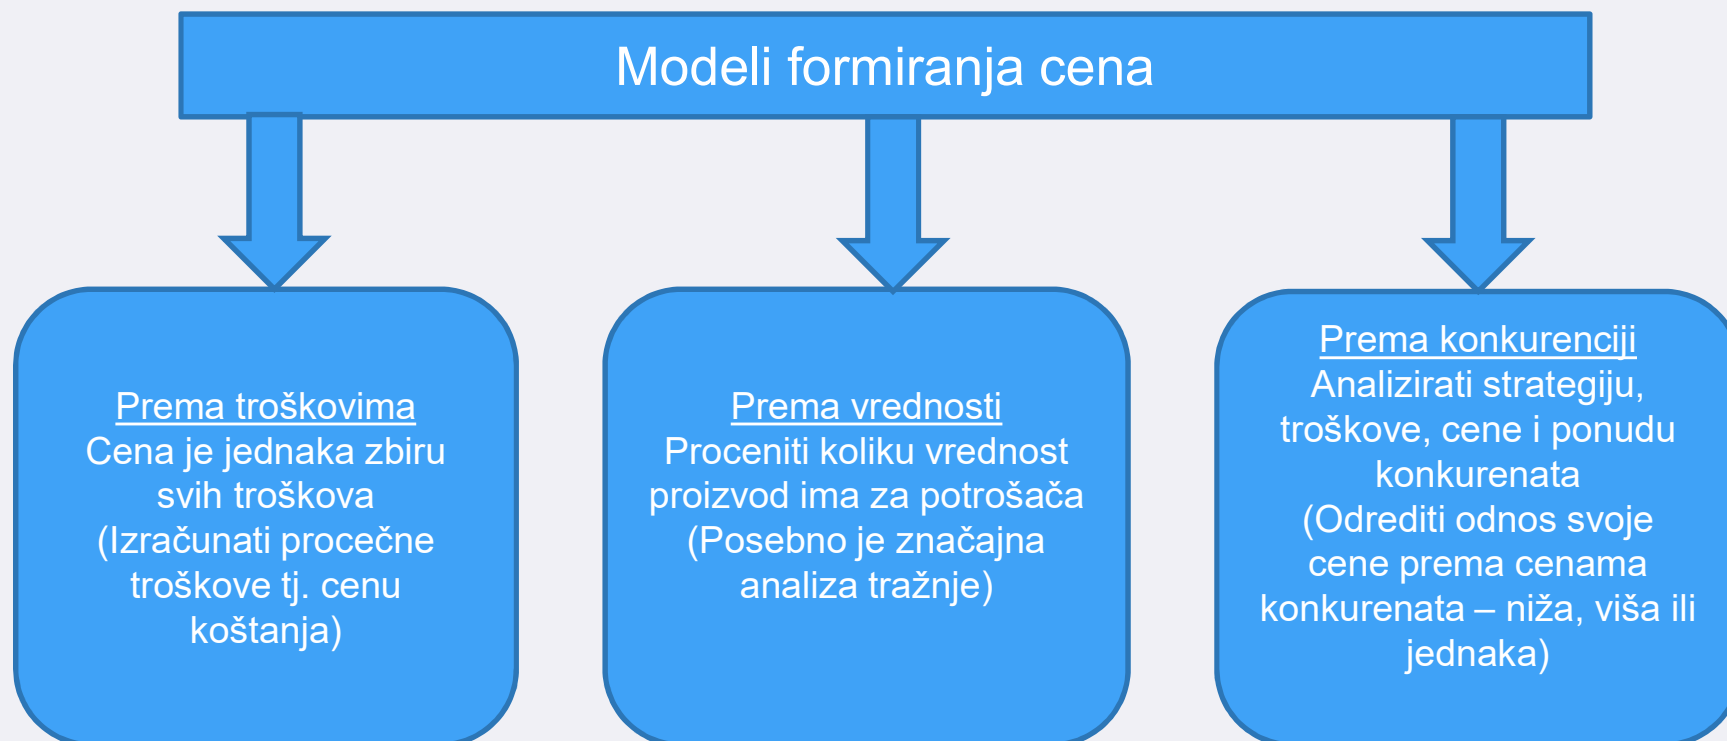 Modeli formiranja cena
Prema troškovima
Cena je jednaka zbiru
svih troškova
(Izračunati procečne
troškove tj. cenu
koštanja)
Prema vrednosti
Proceniti koliku vrednost
proizvod ima za potrošača
(Posebno je značajna
analiza tražnje)
Prema konkurenciji
Analizirati strategiju,
troškove, cene i ponudu
konkurenata
(Odrediti odnos svoje
cene prema cenama
konkurenata – niža, viša ili
jednaka)